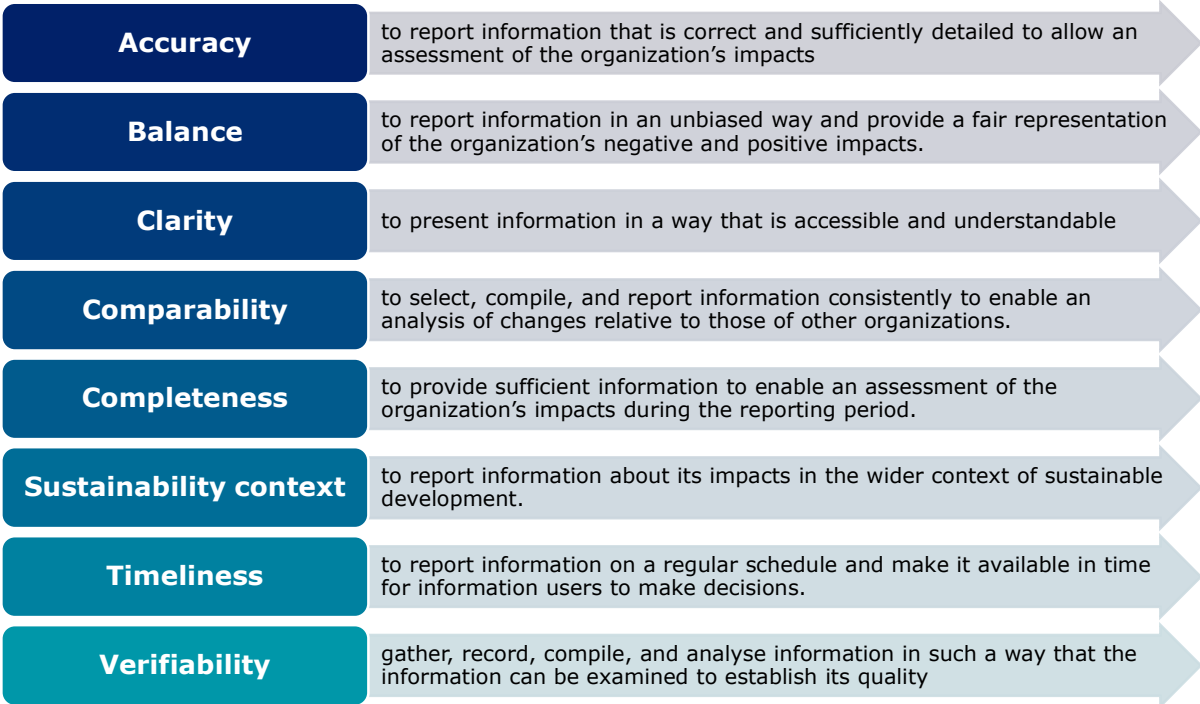 Accuracy
to report information that is correct and sufficiently detailed to allow an
assessment of the organization’s impacts
Balance
to report information in an unbiased way and provide a fair representation
of the organization’s negative and positive impacts.
Clarity
to present information in a way that is accessible and understandable
Comparability
to select, compile, and report information consistently to enable an
analysis of changes relative to those of other organizations.
Completeness
to provide sufficient information to enable an assessment of the
organization’s impacts during the reporting period.
Sustainability context
to report information about its impacts in the wider context of sustainable
development.
Timeliness
to report information on a regular schedule and make it available in time
for information users to make decisions.
Verifiability
gather, record, compile, and analyse information in such a way that the
information can be examined to establish its quality